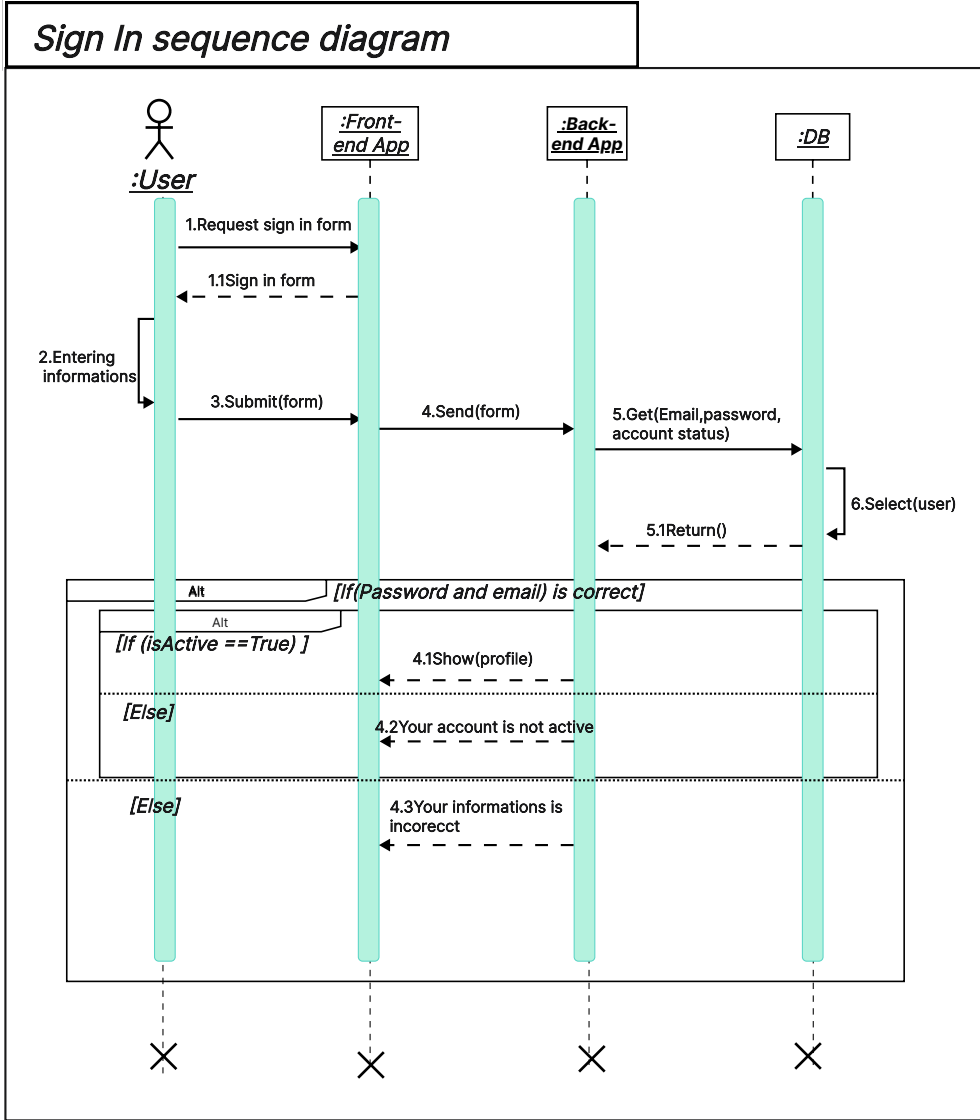 Sign In sequence diagram
:User
:Front-
end App
:Back-
end App
:DB
1.Request sign in form
1.1Sign in form
2.Entering
informations
3.Submit(form)
4.Send(form)
5.Get(Email,password,
account status)
6.Select(user)
5.1Return()
Alt
[If(Password and email) is correct]
Alt
[If (isActive ==True) ]
4.1Show(profile)
[Else]
4.2Your account is not active
[Else]
4.3Your informations is
incorecct